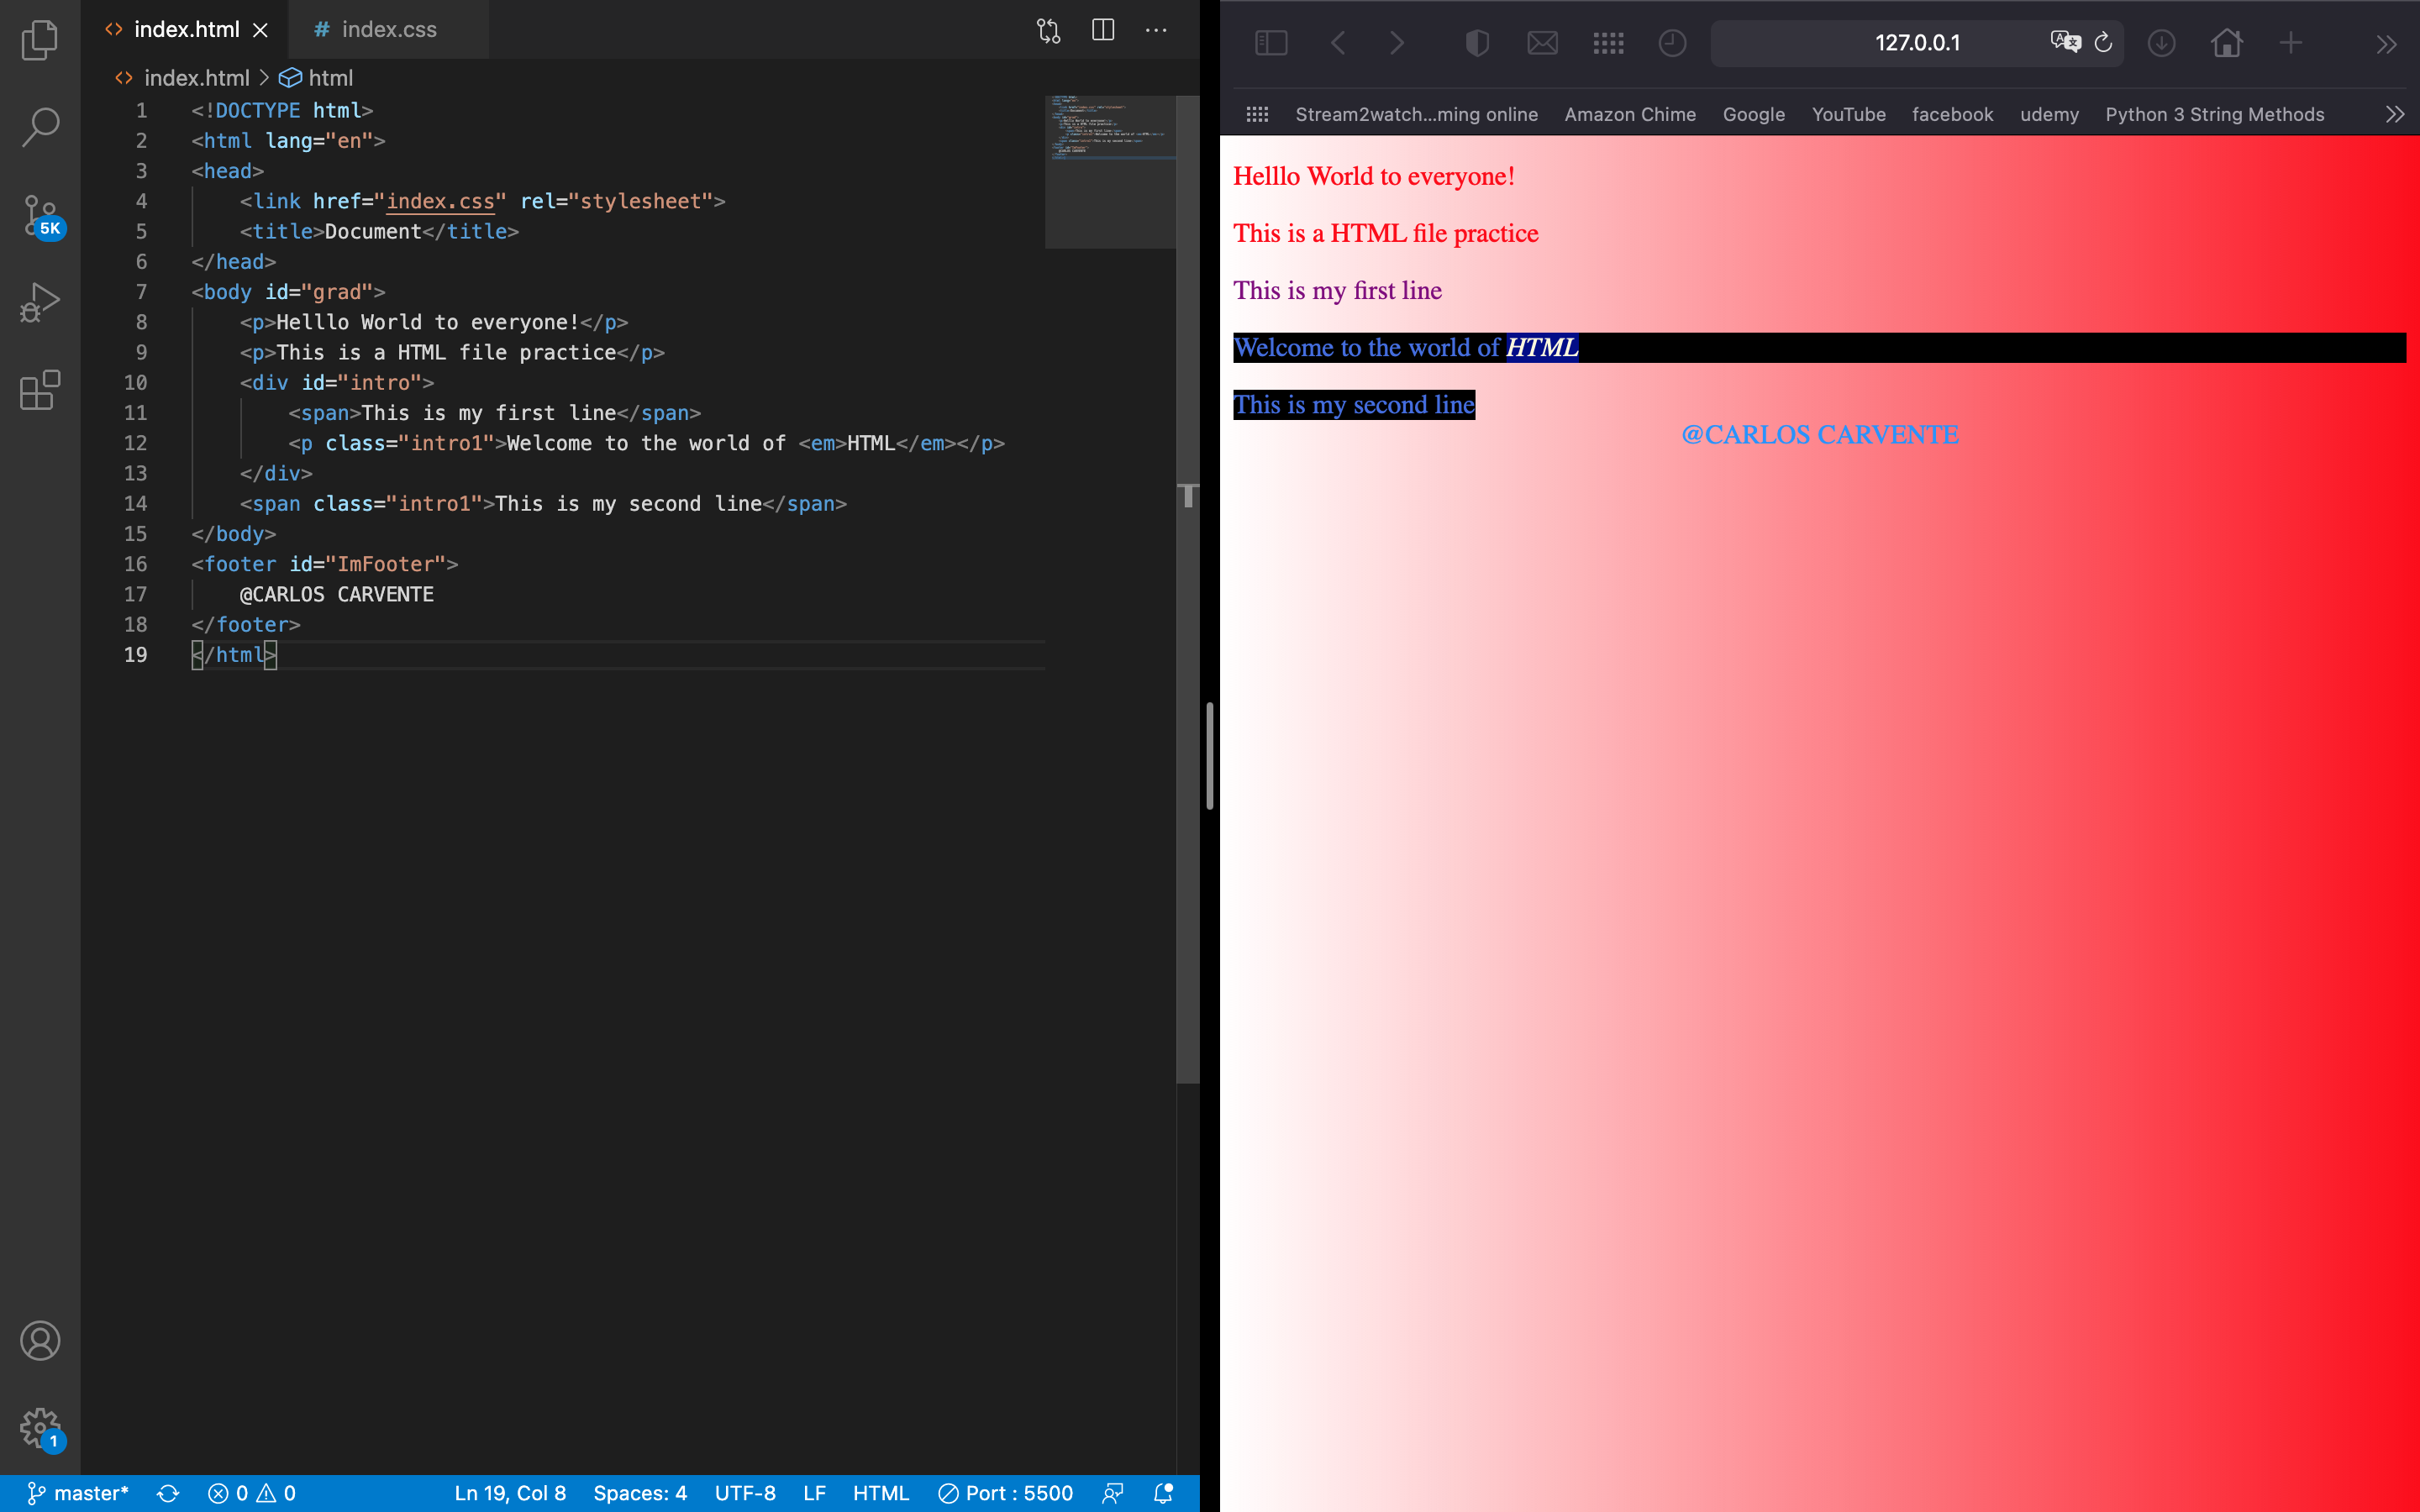 index.html
# index.css
index.html > html
1 <!DOCTYPE html>
2 <html lang="en">
3 <head>
4 <link href="index.css" rel="stylesheet">
5 <title>Document</title>
6 </head>
7 <body id="grad">
8 <p>Helllo World to everyone!</p>
9 <p>This is a HTML file practice</p>
10 <div id="intro">
11 <span>This is my first line</span>
12 <p class="intro1">Welcome to the world of <em>HTML</em></p>
13 </div>
14 <span class="intro1">This is my second line</span>
15 </body>
16 <footer id="ImFooter">
17 @CARLOS CARVENTE
18 </footer>
19 </html>
5K
1
master*
0
0
Ln 19, Col 8
Spaces: 4
UTF-8
LF
HTML
Port : 5500
127.0.0.1
Stream2watch...ming online
Amazon Chime
Google
YouTube
facebook
udemy
Python 3 String Methods
Helllo World to everyone!
This is a HTML file practice
This is my first line
Welcome to the world of HTML
This is my second line
@CARLOS CARVENTE